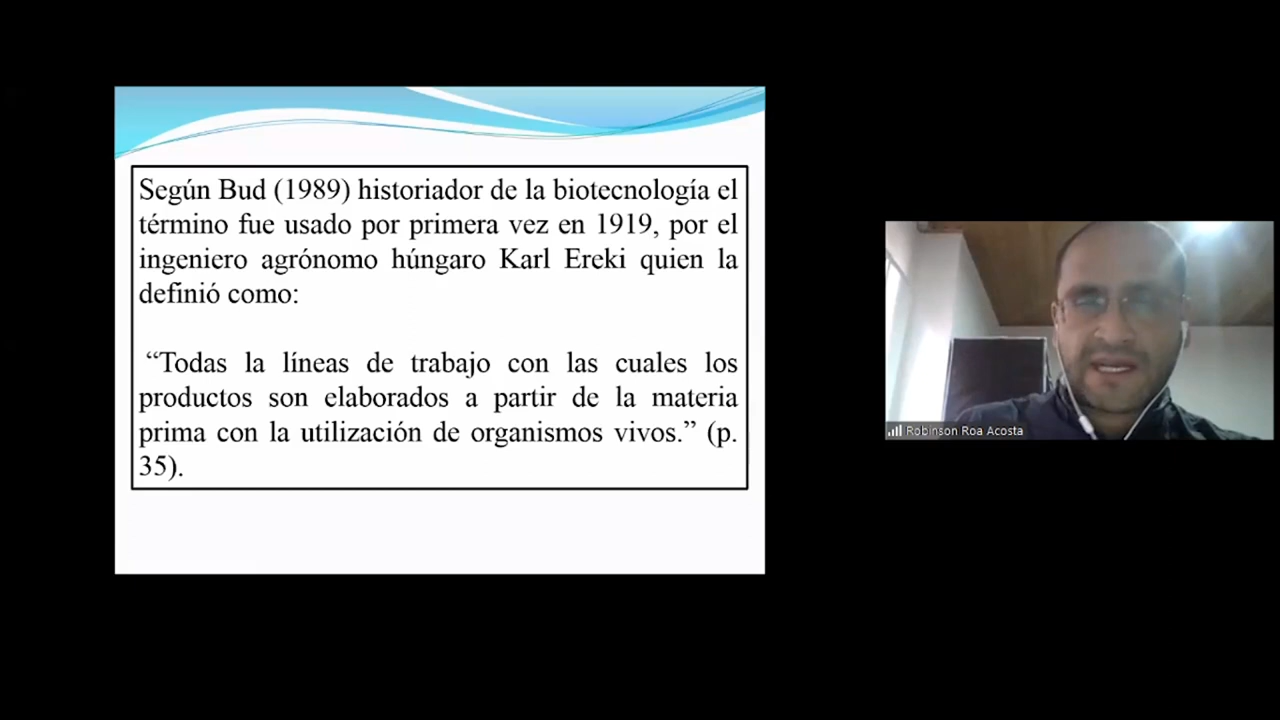 Según Bud (1989) historiador de la biotecnología el
término fue usado por primera vez en 1919, por el
ingeniero agrónomo húngaro Karl Ereki quien la
definió como:
“Todas la líneas de trabajo con las cuales los
productos son elaborados a partir de la materia
prima con la utilización de organismos vivos.” (p.
35).
Robinson Roa Acosta